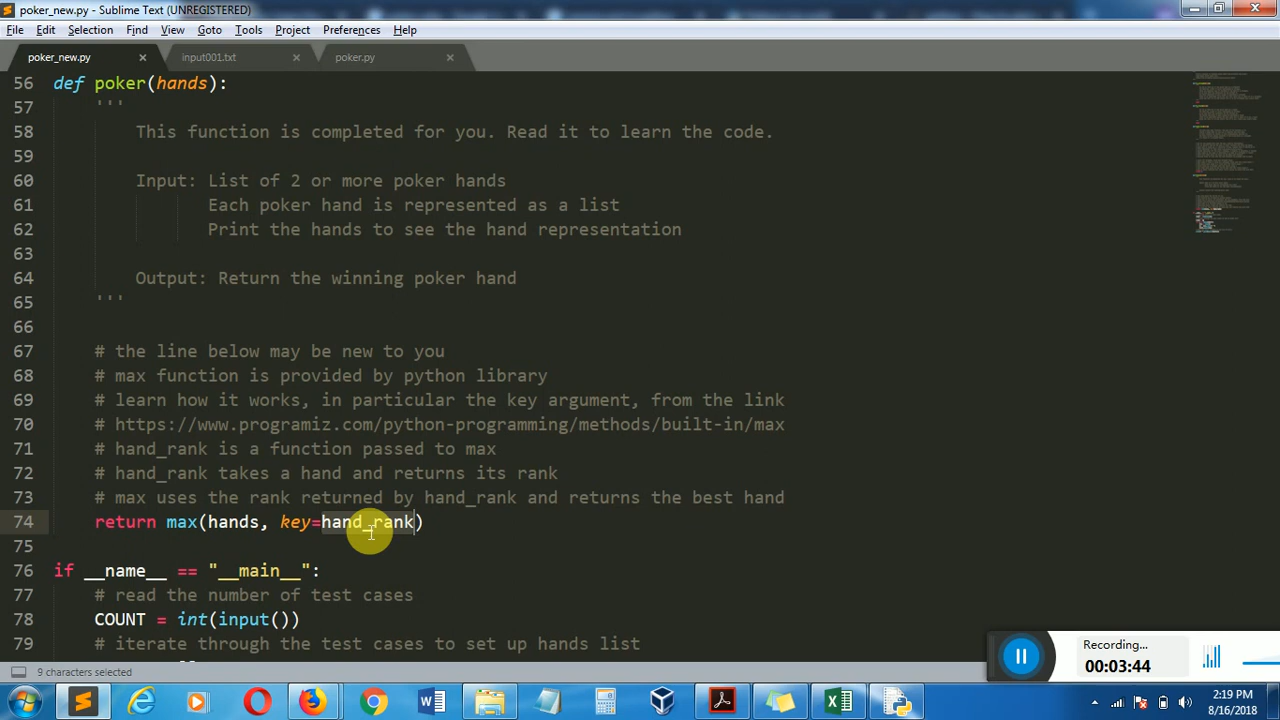 poker_new.py - Sublime Text (UNREGISTERED)
File Edit Selection Find View Goto Tools Project Preferences Help
poker_new.py input001.txt poker.py
56 def poker(hands):
57 '''
58 This function is completed for you. Read it to learn the code.
59
60 Input: List of 2 or more poker hands
61 Each poker hand is represented as a list
62 Print the hands to see the hand representation
63
64 Output: Return the winning poker hand
65 '''
66
67 # the line below may be new to you
68 # max function is provided by python library
69 # learn how it works, in particular the key argument, from the link
70 # https://www.programiz.com/python-programming/methods/built-in/max
71 # hand_rank is a function passed to max
72 # hand_rank takes a hand and returns its rank
73 # max uses the rank returned by hand_rank and returns the best hand
74 return max(hands, key=hand_rank)
75
76 if __name__ == "__main__":
77 # read the number of test cases
78 COUNT = int(input())
79 # iterate through the test cases to set up hands list
Recording...
00:03:44
9 characters selected
2:19 PM
8/16/2018